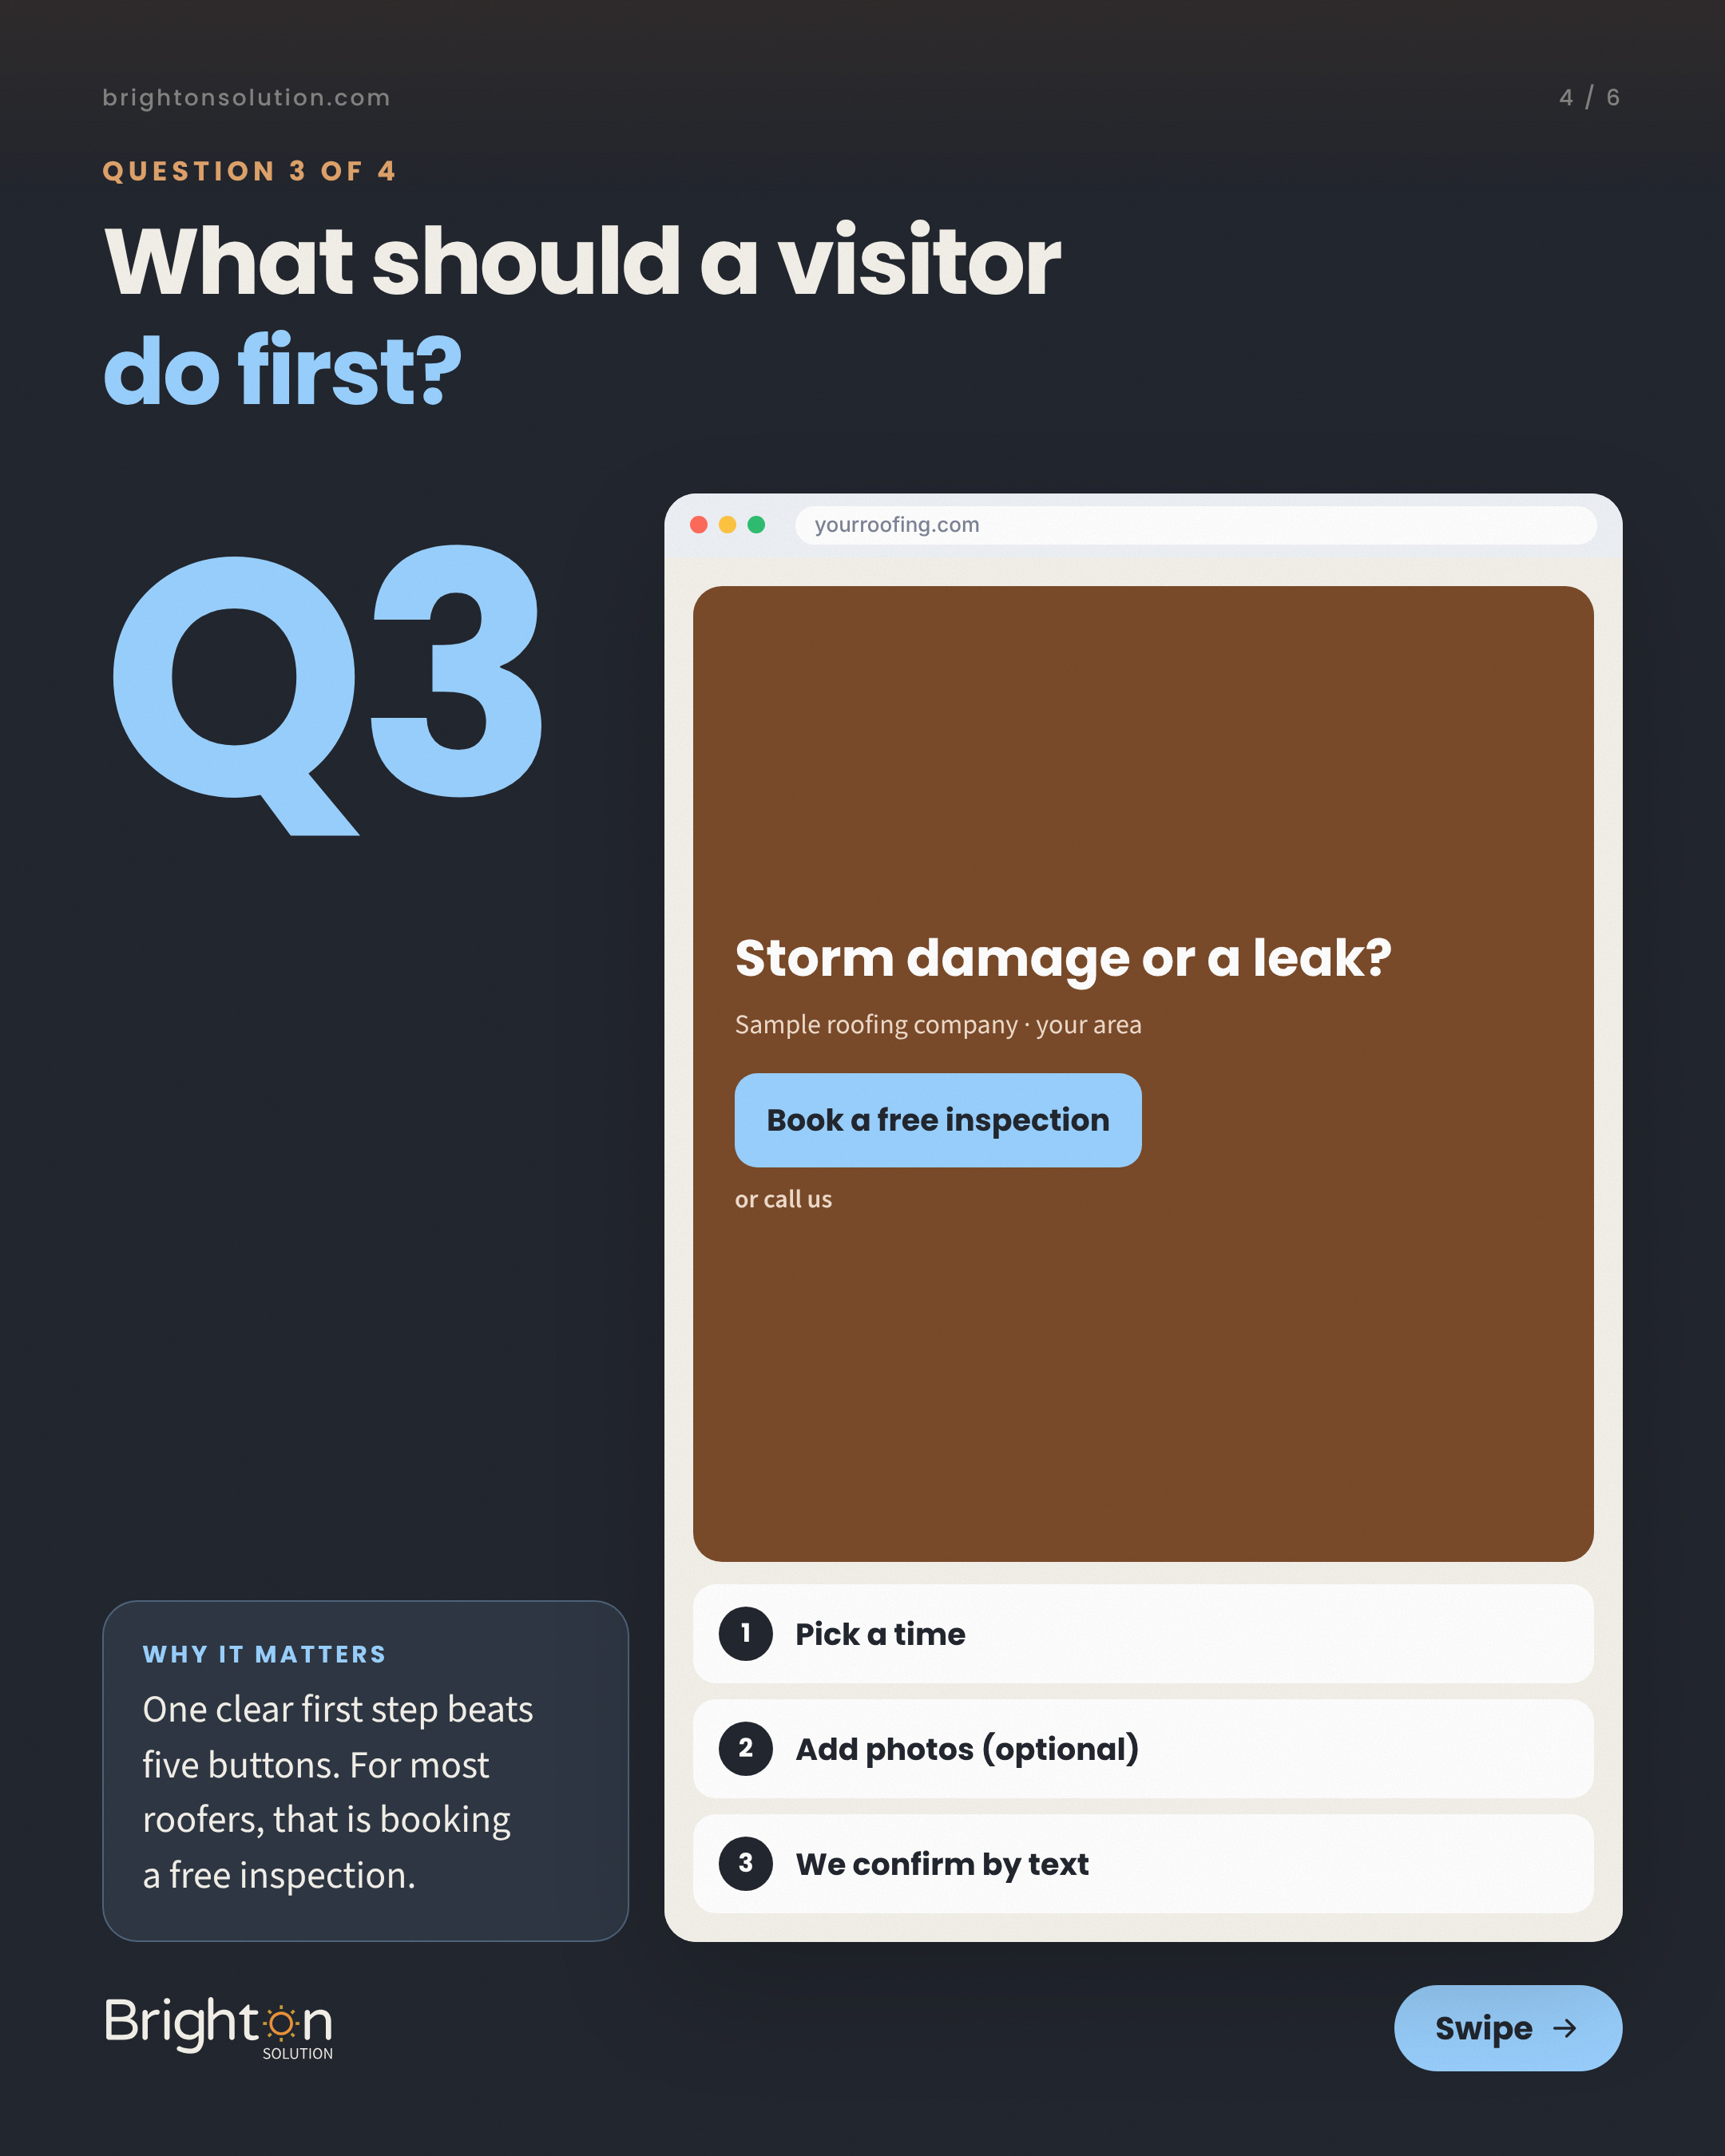 brightonsolution.com
4 / 6
QUESTION 3 OF 4
What should a visitor
do first?
Q3
yourroofing.com
Storm damage or a leak?
Sample roofing company · your area
Book a free inspection
or call us
1 Pick a time
2 Add photos (optional)
3 We confirm by text
WHY IT MATTERS
One clear first step beats
five buttons. For most
roofers, that is booking
a free inspection.
Brighton
SOLUTION
Swipe →